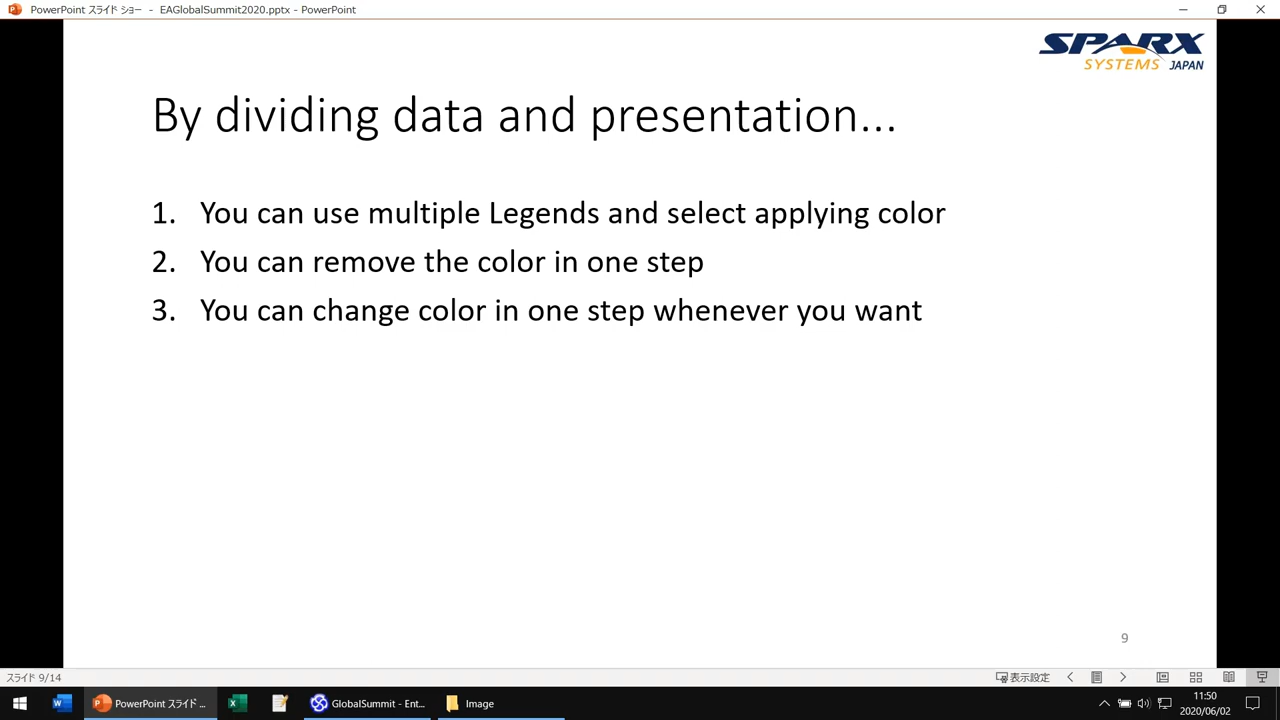 PowerPoint スライド ショー - EAGlobalSummit2020.pptx - PowerPoint
SPARX
SYSTEMS JAPAN
By dividing data and presentation...
1. You can use multiple Legends and select applying color
2. You can remove the color in one step
3. You can change color in one step whenever you want
9
スライド 9/14
表示設定
PowerPoint スライド ...
GlobalSummit - Ent...
Image
11:50
2020/06/02